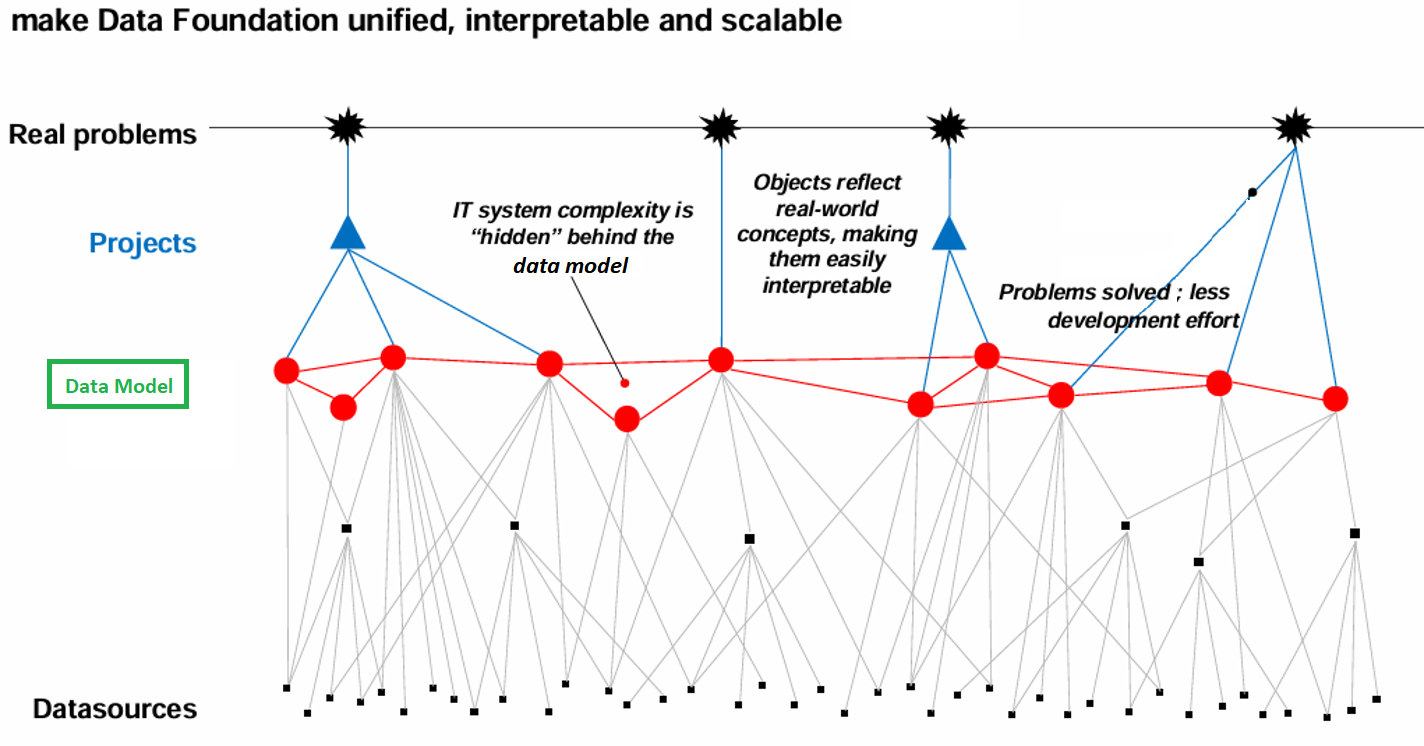 make Data Foundation unified, interpretable and scalable
Real problems
Objects reflect
real-world
concepts, making
them easily
interpretable
IT system complexity is
“hidden” behind the
data model
Projects
Problems solved ; less
development effort
Data Model
Datasources